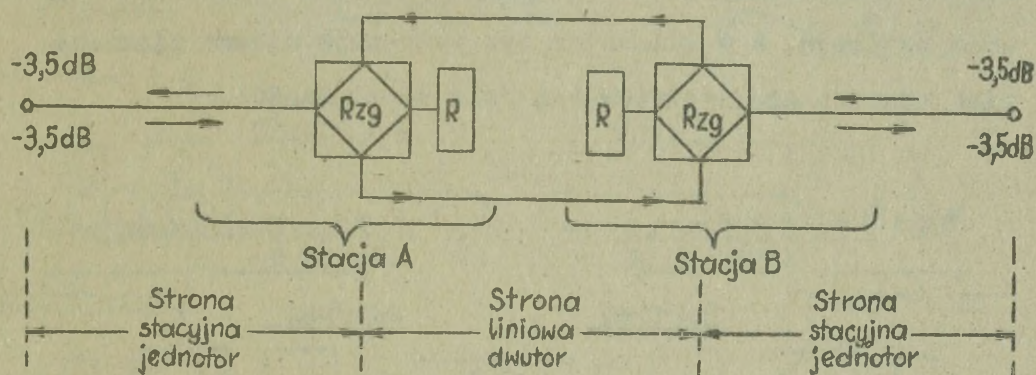 -3,5dB
-3,5dB
Rzg
R
R
Rzg
-3,5dB
-3,5dB
Stacja A
Stacja B
Strona
stacyjna
jednotor
Strona
liniowa
dwutor
Strona
stacyjna
jednotor